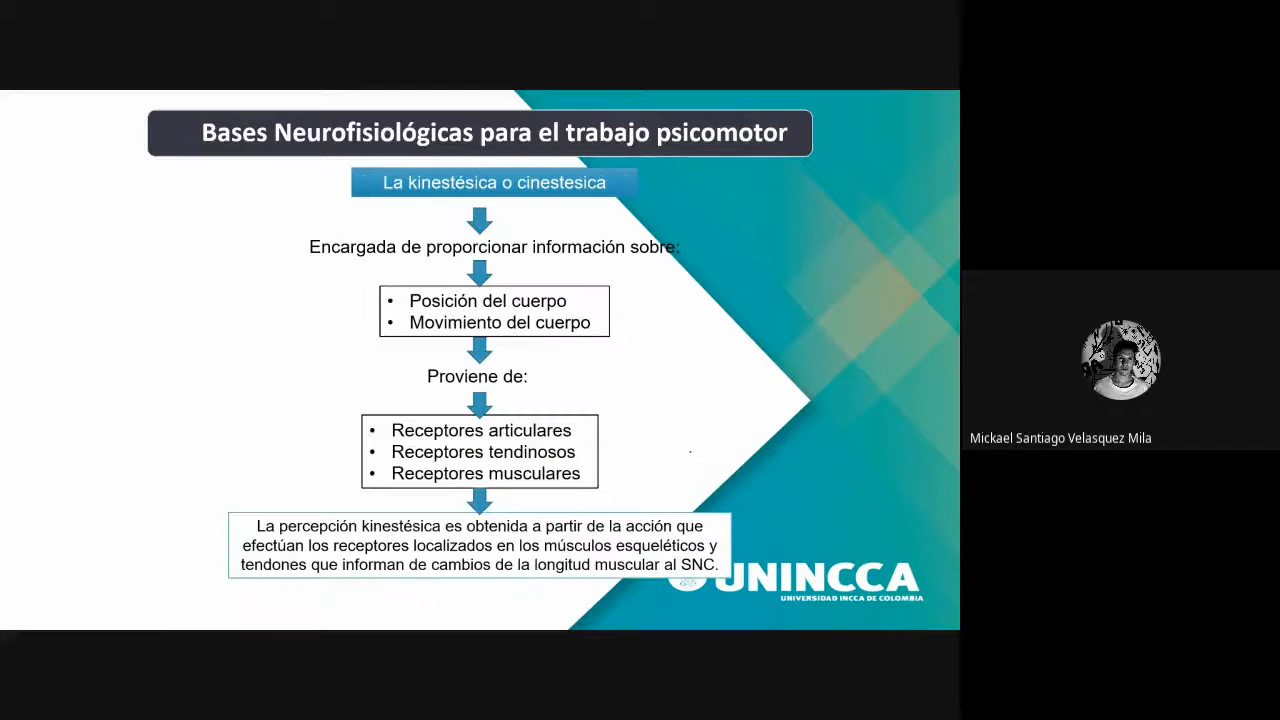 Bases Neurofisiológicas para el trabajo psicomotor
La kinestésica o cinestesica
Encargada de proporcionar información sobre:
• Posición del cuerpo
• Movimiento del cuerpo
Proviene de:
• Receptores articulares
• Receptores tendinosos
• Receptores musculares
La percepción kinestésica es obtenida a partir de la acción que
efectúan los receptores localizados en los músculos esqueléticos y
tendones que informan de cambios de la longitud muscular al SNC.
UNINCCA
UNIVERSIDAD INCCA DE COLOMBIA
Mickael Santiago Velasquez Mila